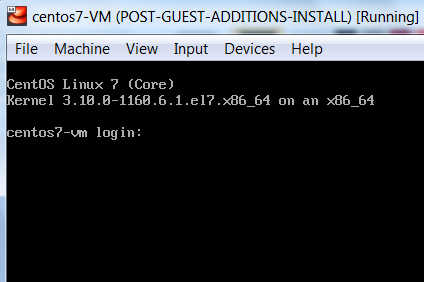 centos7-VM (POST-GUEST-ADDITIONS-INSTALL) [Running]
File Machine View Input Devices Help
CentOS Linux 7 (Core)
Kernel 3.10.0-1160.6.1.el7.x86_64 on an x86_64
centos7-vm login: